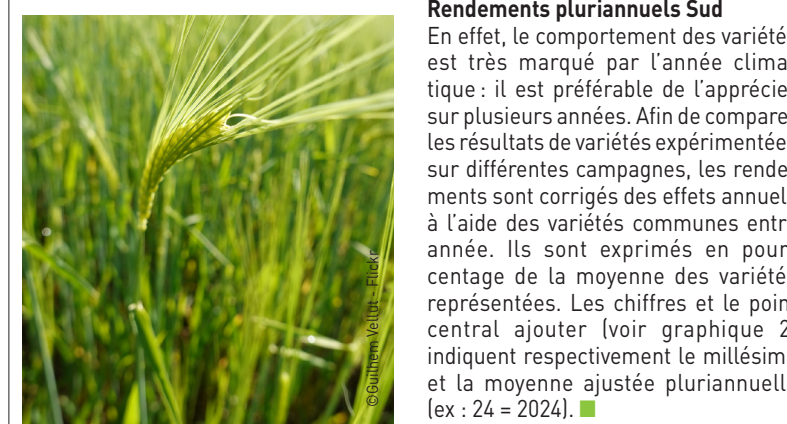 Rendements pluriannuels Sud
En effet, le comportement des variété
est très marqué par l'année clima
tique : il est préférable de l'apprécie
sur plusieurs années. Afin de compare
les résultats de variétés expérimentée
sur différentes campagnes, les rende
ments sont corrigés des effets annuel
à l'aide des variétés communes entr
année. Ils sont exprimés en pour
centage de la moyenne des variété
représentées. Les chiffres et le poin
central ajouter (voir graphique 2
indiquent respectivement le millésim
et la moyenne ajustée pluriannuell
(ex : 24 = 2024).
©Guilhem Vellut - Flickr